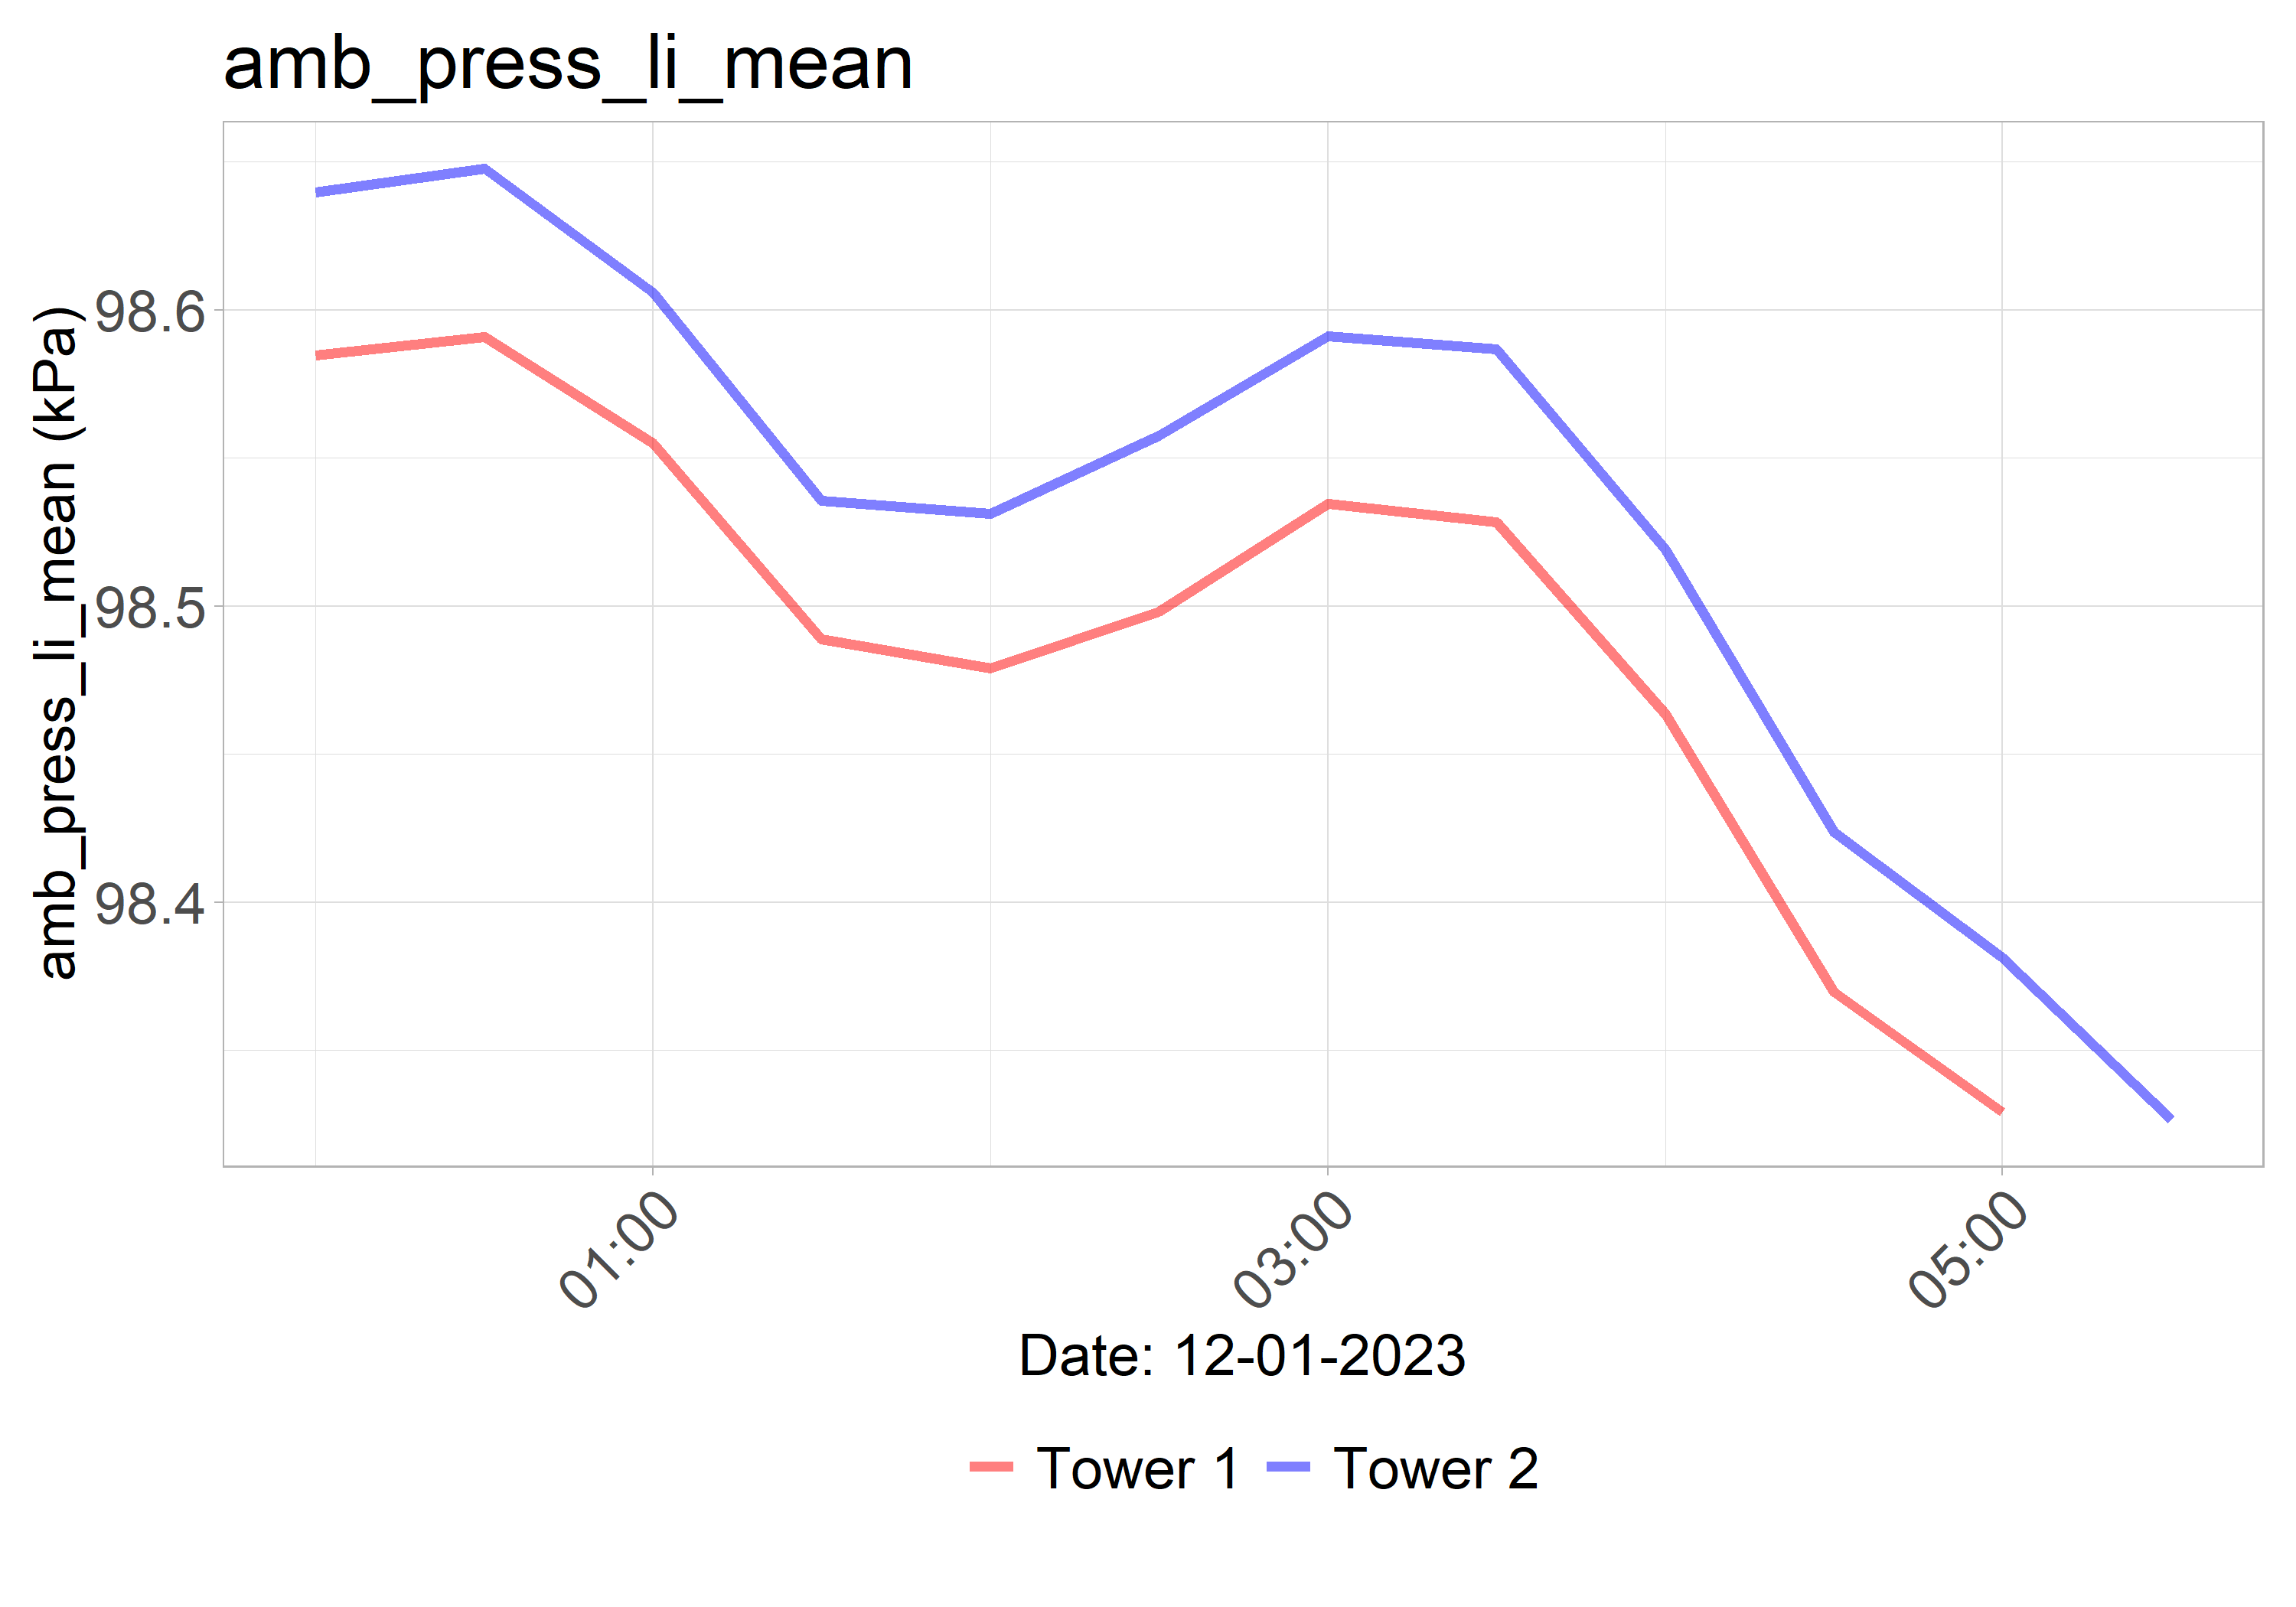 amb_press_li_mean
amb_press_li_mean (kPa)
98.6
98.5
98.4
01:00
03:00
05:00
Date: 12-01-2023
Tower 1
Tower 2